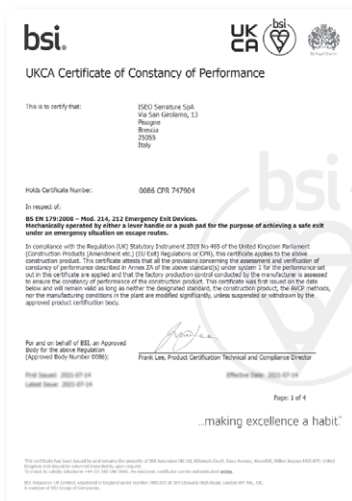 bsi.
UK
CA
bsi
By Royal Charter
UKCA Certificate of Constancy of Performance
This is to certify that:
ISEO Serrature SpA
Via San Girolamo, 13
Pisogne
Brescia
25055
Italy
Holds Certificate Number:
0086 CPR 747904
In respect of:
BS EN 179:2008 – Mod. 214, 212 Emergency Exit Devices.
Mechanically operated by either a lever handle or a push pad for the purpose of achieving a safe exit
under an emergency situation on escape routes.
In compliance with the Regulation (UK) Statutory Instrument 2019 No 465 of the United Kingdom Parliament
(Construction Products (Amendment etc.) (EU Exit) Regulations or CPR), this certificate applies to the above
construction product. This certificate attests that all the provisions concerning the assessment and verification of
constancy of performance described in Annex ZA of the above standard(s) under system 1 for the performance set
out in this certificate are applied and that the factory production control conducted by the manufacturer is assessed
to ensure the constancy of performance of the construction product. This certificate was first issued on the date
below and will remain valid as long as neither the designated standard, the construction product, the AVCP methods,
nor the manufacturing conditions in the plant are modified significantly, unless suspended or withdrawn by the
approved product certification body.
bsi
For and on behalf of BSI, an Approved
Body for the above Regulation
(Approved Body Number 0086):
Frank Lee, Product Certification Technical and Compliance Director
First Issued: 2021-07-14
Effective Date: 2021-07-14
Latest Issue: 2021-07-14
Page: 1 of 4
...making excellence a habit.